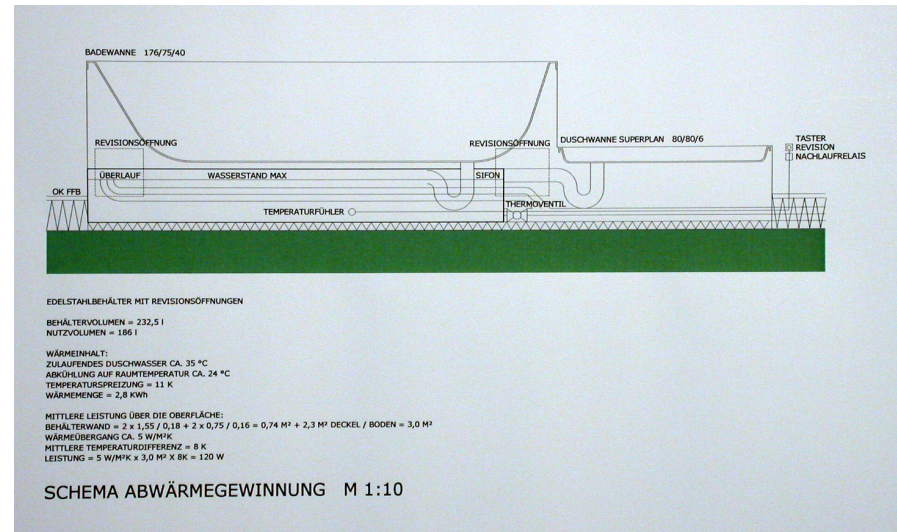 BADEWANNE 176/75/40
REVISIONSÖFFNUNG
REVISIONSÖFFNUNG
DUSCHWANNE SUPERPLAN 80/80/6
TASTER
REVISION
NACHLAUFRELAIS
ÜBERLAUF
WASSERSTAND MAX
SIFON
OK FFB
TEMPERATURFÜHLER
THERMOVENTIL
EDELSTAHLBEHÄLTER MIT REVISIONSÖFFNUNGEN
BEHÄLTERVOLUMEN = 232,5 l
NUTZVOLUMEN = 186 l
WÄRMEINHALT:
ZULAUFENDES DUSCHWASSER CA. 35 °C
ABKÜHLUNG AUF RAUMTEMPERATUR CA. 24 °C
TEMPERATURSPREIZUNG = 11 K
WÄRMEMENGE = 2,8 KWh
MITTLERE LEISTUNG ÜBER DIE OBERFLÄCHE:
BEHÄLTERWAND = 2 x 1,55 / 0,18 + 2 x 0,75 / 0,16 = 0,74 M² + 2,3 M² DECKEL / BODEN = 3,0 M²
WÄRMEÜBERGANG CA. 5 W/M²K
MITTLERE TEMPERATURDIFFERENZ = 8 K
LEISTUNG = 5 W/M²K x 3,0 M² X 8K = 120 W
SCHEMA ABWÄRMEGEWINNUNG M 1:10